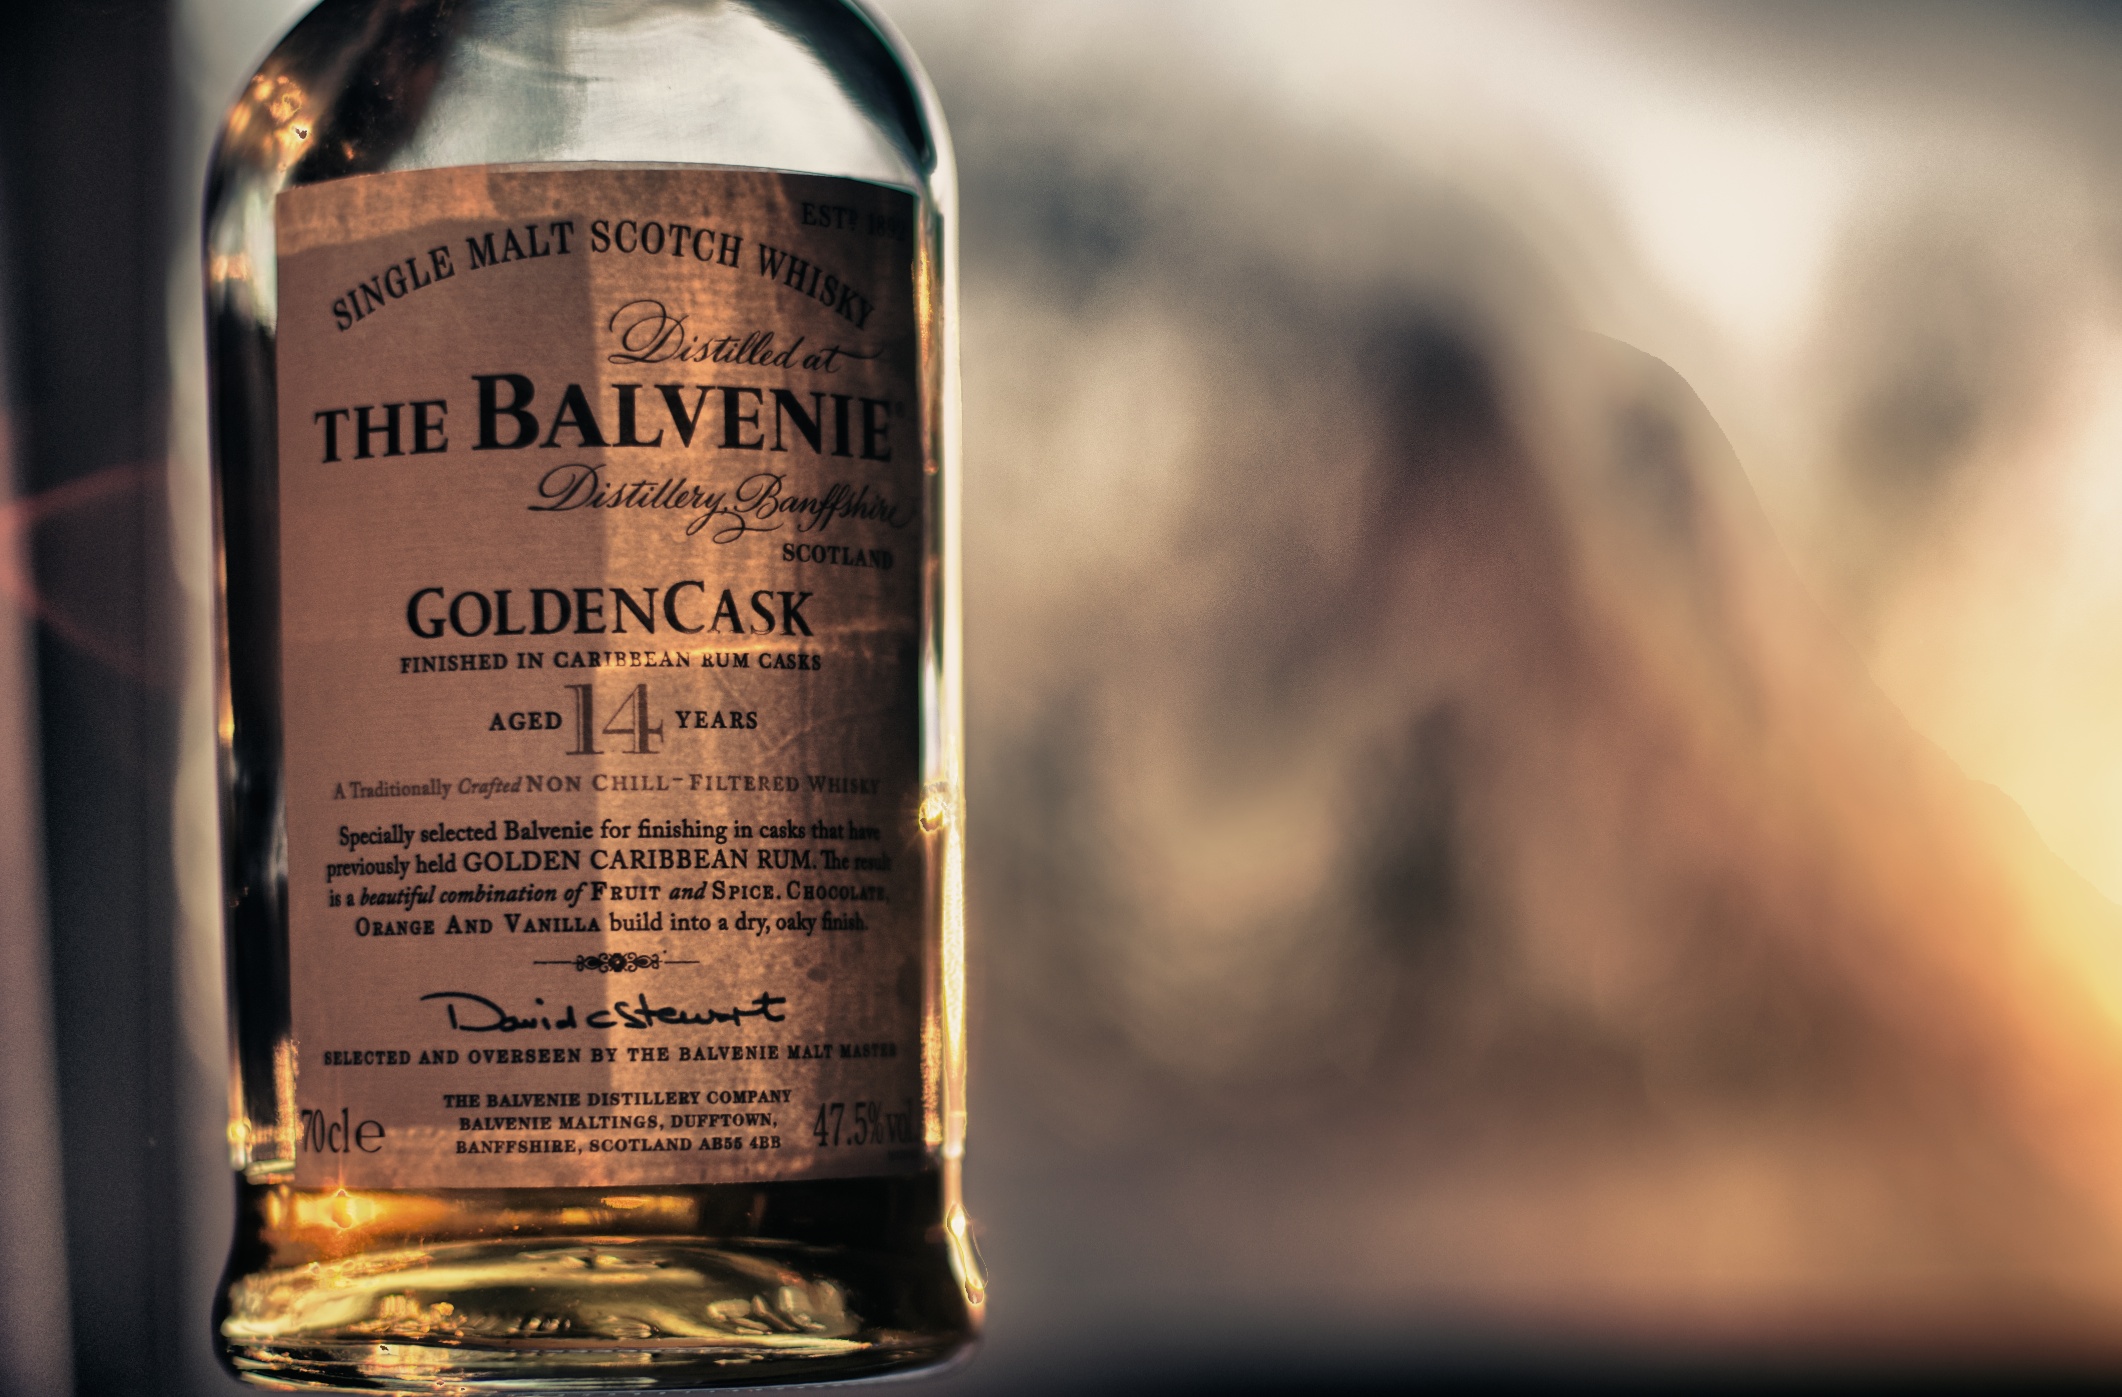 ESTD 1892
SINGLE MALT SCOTCH WHISKY
Distilled at
THE BALVENIE®
Distillery, Banffshire
SCOTLAND
GOLDENCASK
FINISHED IN CARIBBEAN RUM CASKS
AGED 14 YEARS
A Traditionally Crafted NON CHILL-FILTERED WHISKY
Specially selected Balvenie for finishing in casks that have
previously held GOLDEN CARIBBEAN RUM. The result
is a beautiful combination of FRUIT and SPICE. CHOCOLATE,
ORANGE AND VANILLA build into a dry, oaky finish.
David C Stewart
SELECTED AND OVERSEEN BY THE BALVENIE MALT MASTER
THE BALVENIE DISTILLERY COMPANY
BALVENIE MALTINGS, DUFFTOWN,
BANFFSHIRE, SCOTLAND AB55 4BB
70cl e
47.5% vol